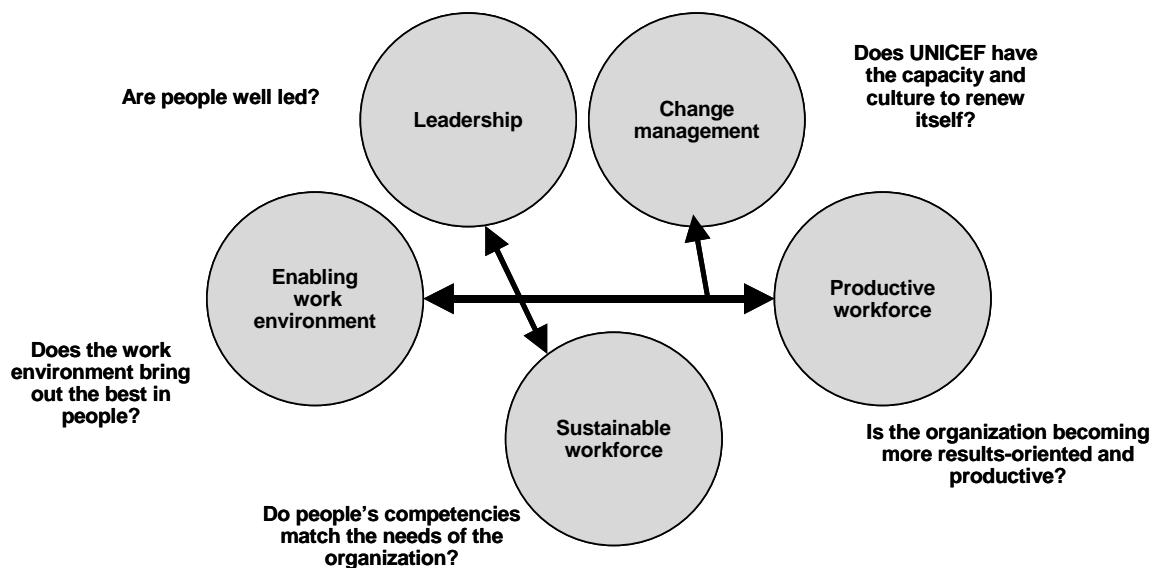 Does UNICEF have
the capacity and
culture to renew
itself?
Are people well led?
Leadership
Change
management
Enabling
work
environment
Productive
workforce
Does the work
environment bring
out the best in
people?
Sustainable
workforce
Is the organization becoming
more results-oriented and
productive?
Do people’s competencies
match the needs of the
organization?